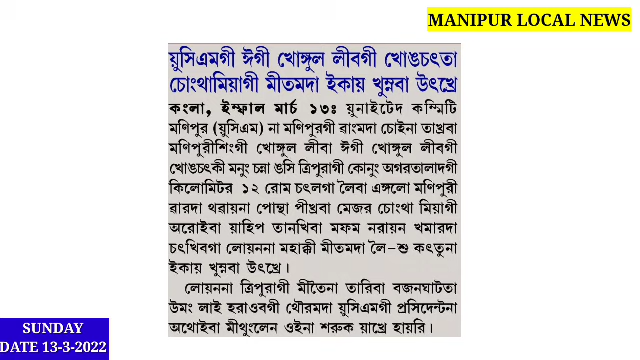 MANIPUR LOCAL NEWS
য়ুসিএমগী ঈগী খোঙ্গুল লীবগী খোঙচৎতা
চোংথামিয়াগী মীতমদা ইকায় খুম্নবা উৎখ্রে
কংলা, ইম্ফাল মার্চ ১৩ঃ য়ুনাইটেদ কম্মিটি
মণিপুর (য়ুসিএম) না মণিপুরগী ৱাংমদা চোইনা তাখ্রবা
মণিপুরীশিংগী খোঙ্গুল লীবা ঈগী খোঙ্গুল লীবগী
খোঙচৎকী মনুং চন্না ঙসি ত্রিপুরাগী কোনুং অগরতালাদগী
কিলোমিটর ১২ রোম চৎলগা লৈবা এঙ্গলো মণিপুরী
ৱারদা থৱায়না পোন্থা পীখ্রবা মেজর চোংথা মিয়াগী
অরোইবা য়াহিপ তানখিবা মফম নরায়ন খমারদা
চৎখিবগা লোয়ননা মহাক্কী মীতমদা লৈ-শু কৎতুনা
ইকায় খুম্নবা উৎখ্রে।
লোয়ননা ত্রিপুরাগী মীতৈনা তারিবা বজনঘাটতা
উমং লাই হরাওবগী থৌরমদা য়ুসিএমগী প্রসিদেন্টনা
অথোইবা মীথুংলেন ওইনা শরুক য়াখ্রে হায়রি।
SUNDAY
DATE 13-3-2022